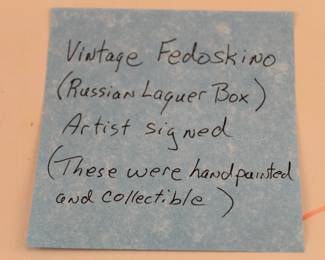 Vintage Fedoskino
(Russian Laquer Box)
Artist signed
(These were handpainted
and collectible)